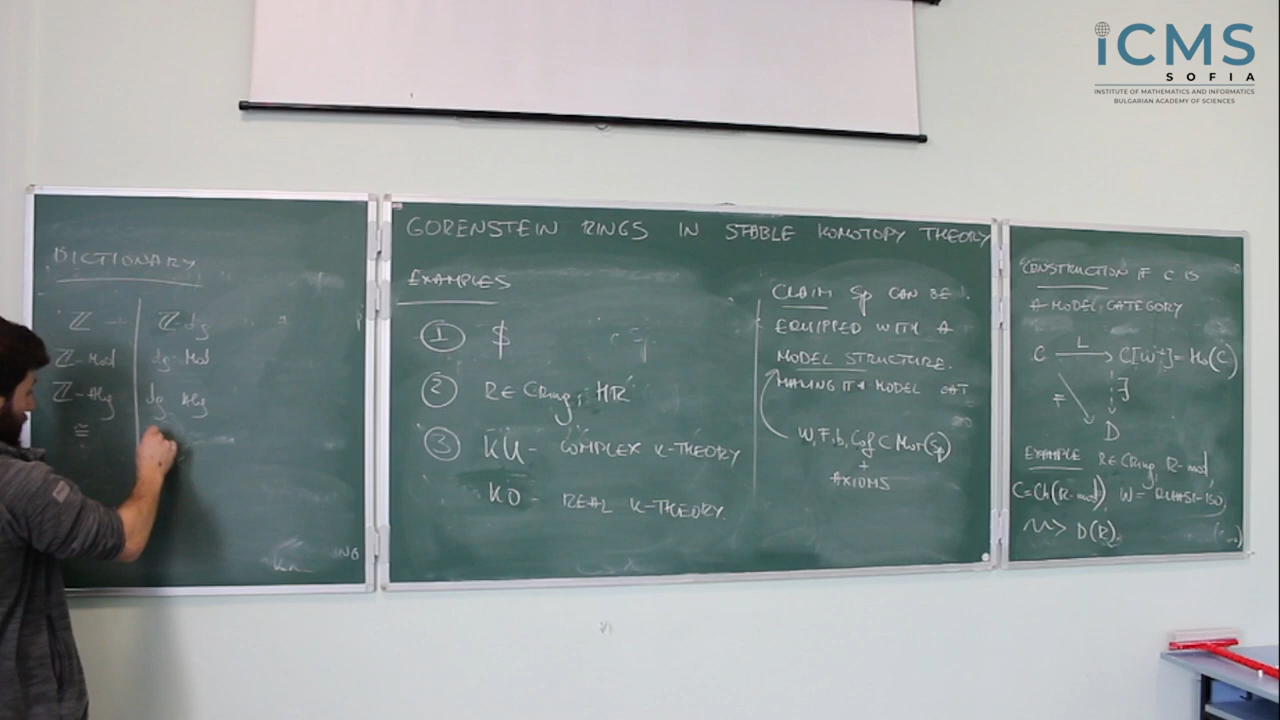 iCMS
SOFIA
INSTITUTE OF MATHEMATICS AND INFORMATICS
BULGARIAN ACADEMY OF SCIENCES
DICTIONARY
ℤ ℤ-dg
ℤ-Mod dg-Mod
ℤ-Alg dg Alg
≅
GORENSTEIN RINGS IN STABLE HOMOTOPY THEORY
EXAMPLES
① $
② R∈CRing; HR
③ KU - COMPLEX K-THEORY
KO - REAL K-THEORY.
CLAIM Sp CAN BE
EQUIPPED WITH A
MODEL STRUCTURE.
MAKING IT A MODEL CAT
W, Fib, Cof ⊂ Mor(Sp)
+
AXIOMS
CONSTRUCTION IF C IS
A MODEL CATEGORY
C L→ C[W⁻¹] = Ho(C)
F ∃
D
EXAMPLE R∈CRing R-mod
C=Ch(R-mod), W = QUASI-ISO,
D(R).